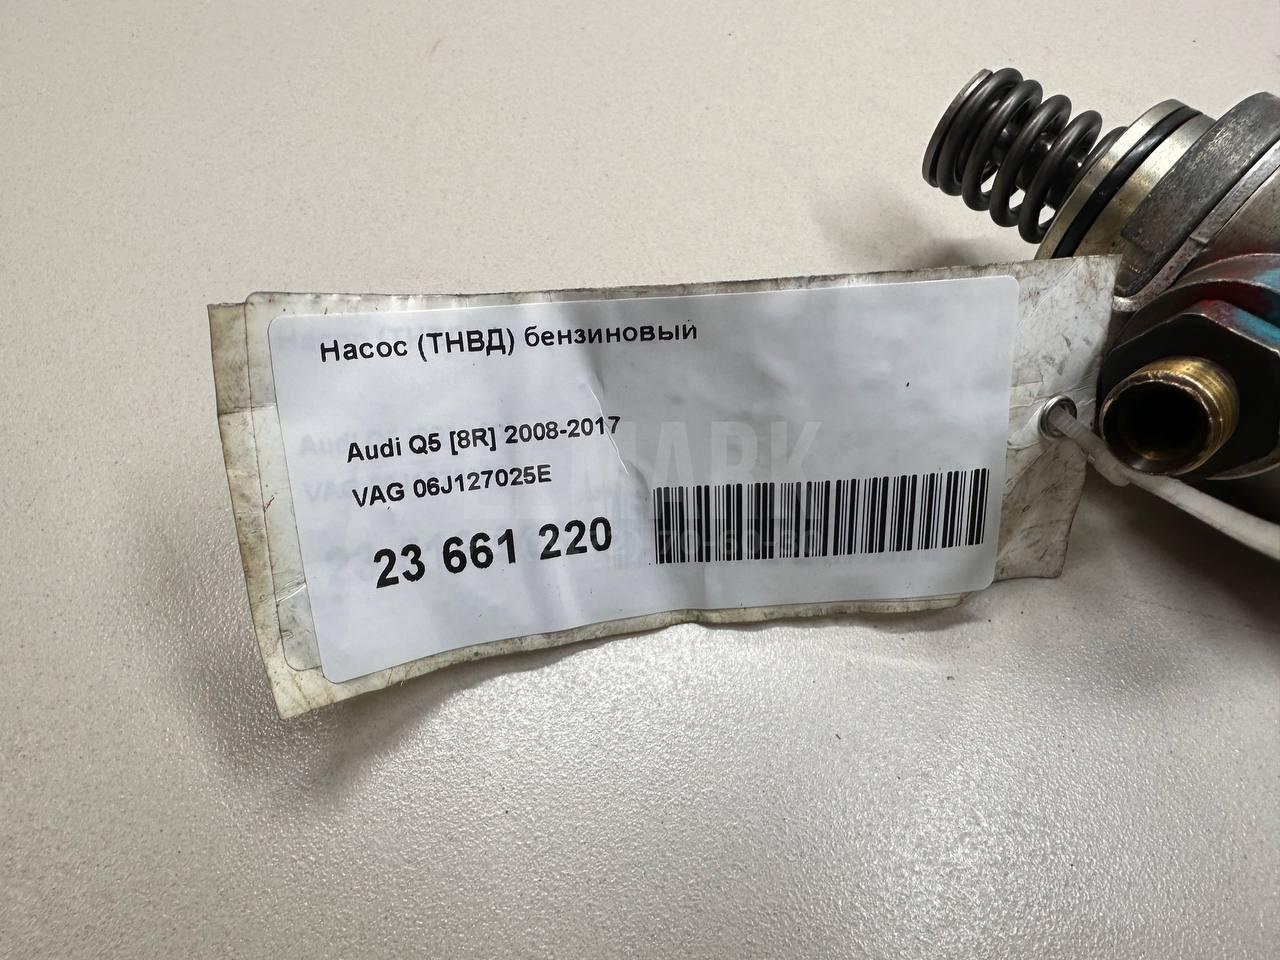 Насос (ТНВД) бензиновый
Audi Q5 [8R] 2008-2017
VAG 06J127025E
23 661 220